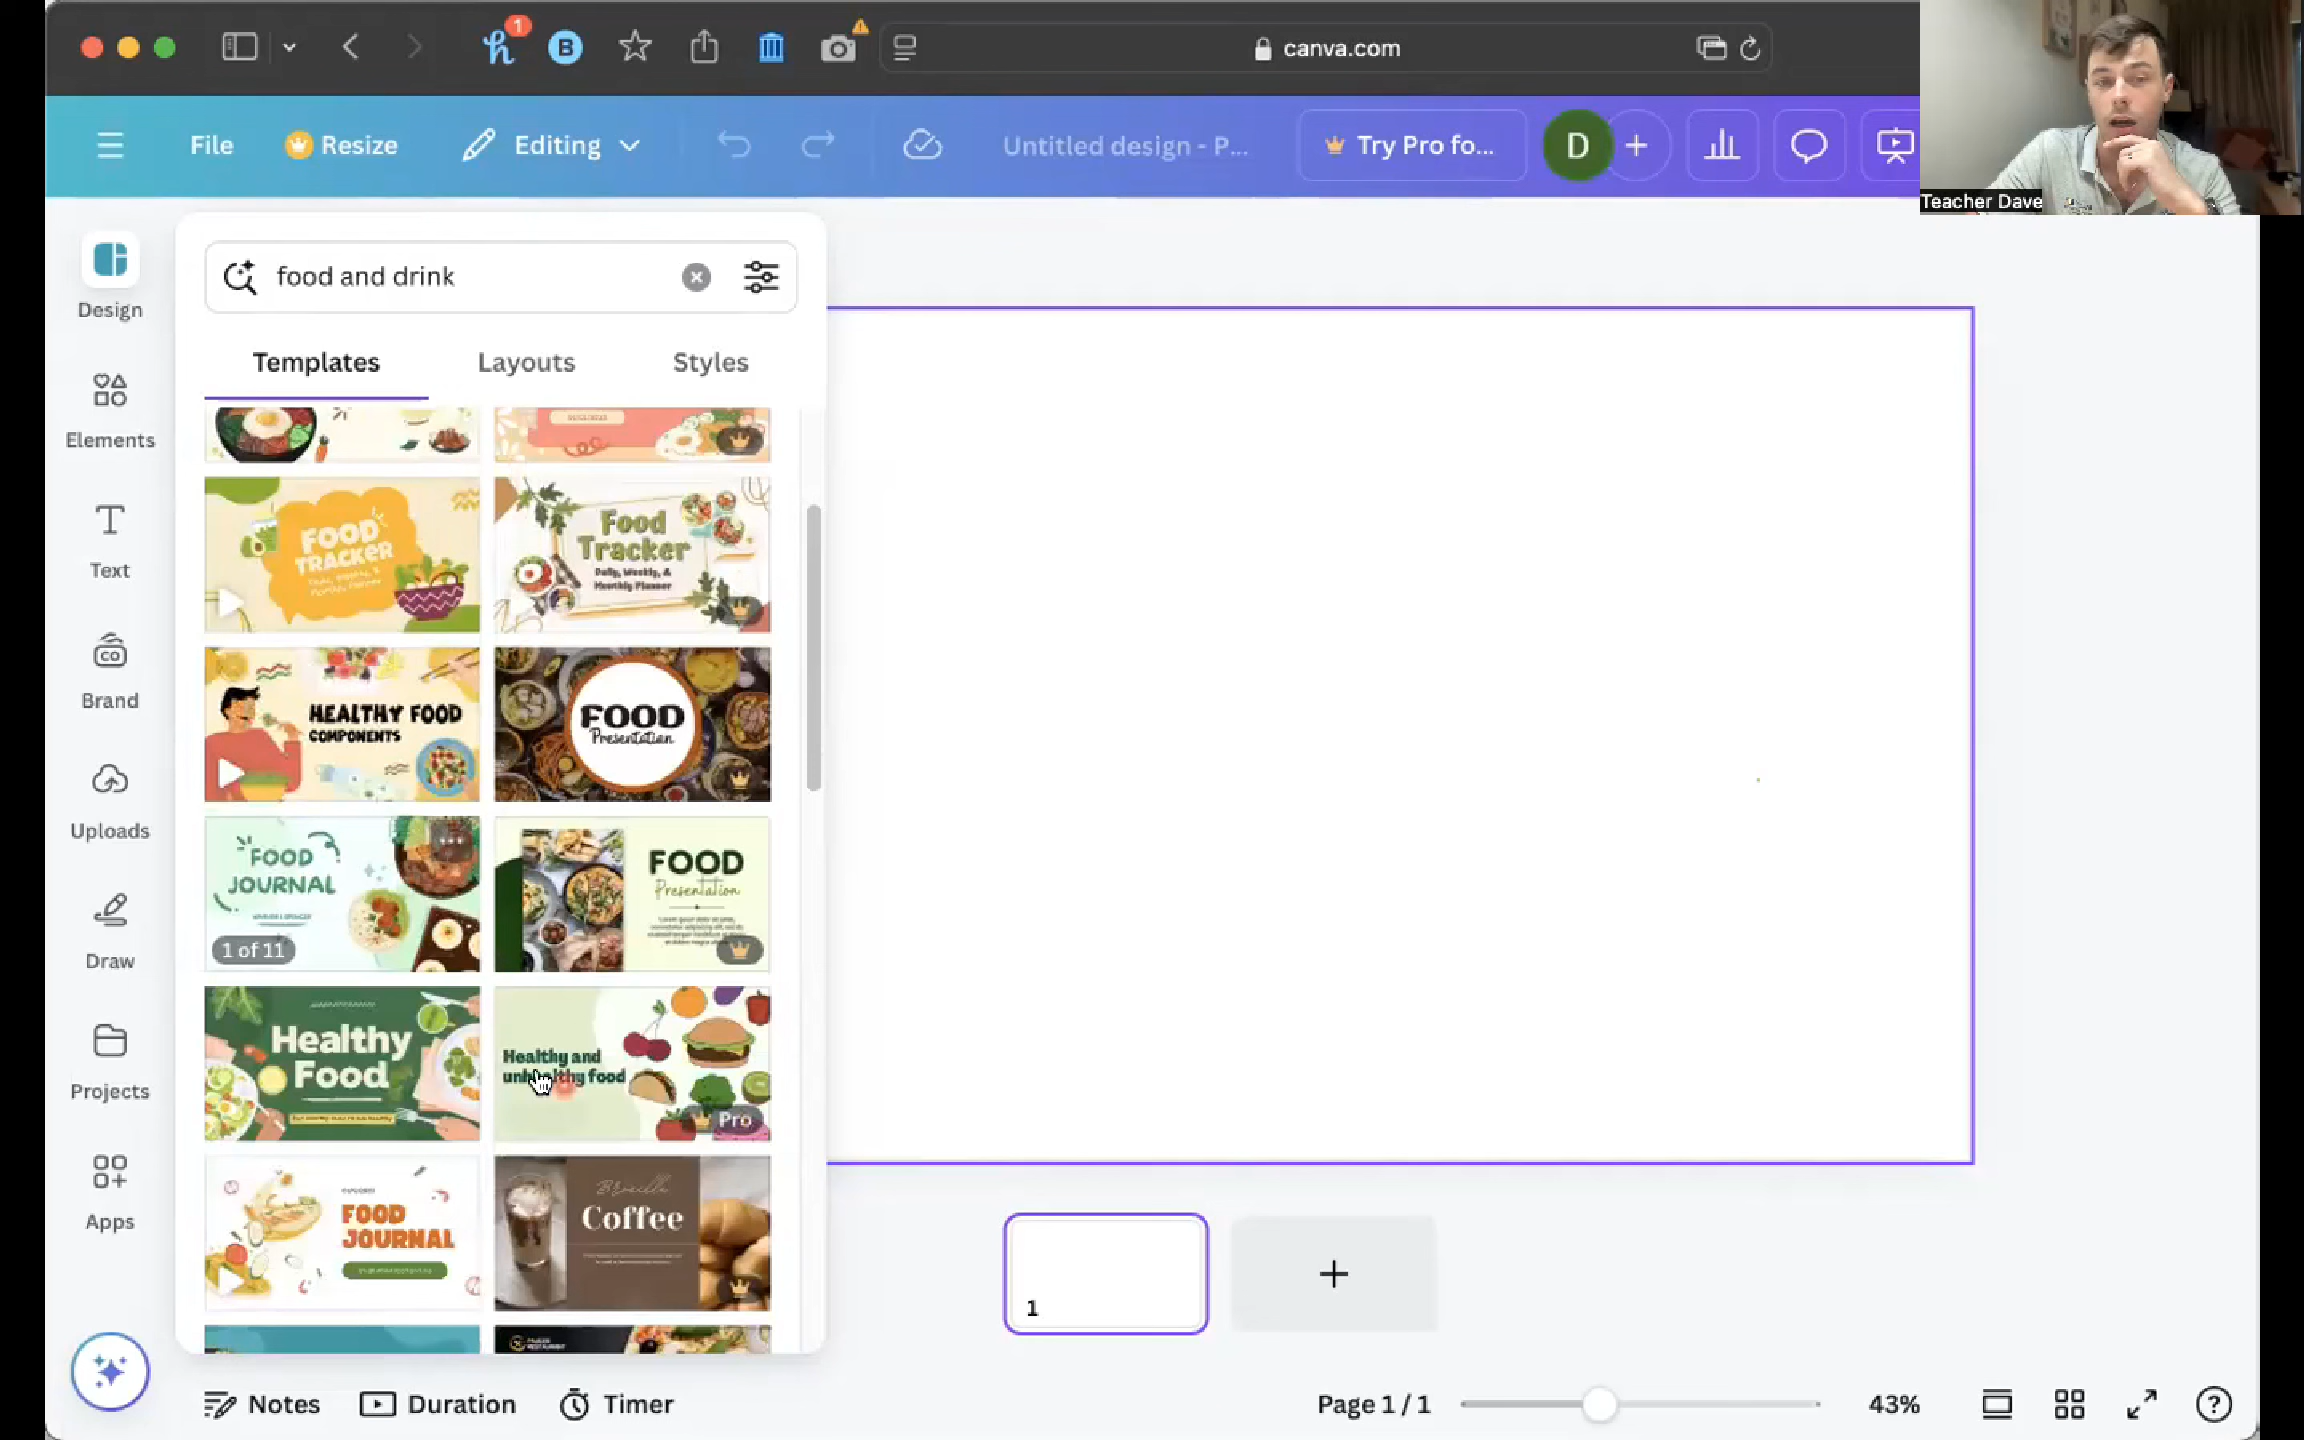 1
canva.com
File
Resize
Editing
Untitled design - P...
Try Pro fo...
D
Teacher Dave
Design
Elements
Text
Brand
Uploads
Draw
Projects
Apps
food and drink
Templates
Layouts
Styles
FOOD
TRACKER
Food
Tracker
Daily, Weekly, &
Monthly Planner
HEALTHY FOOD
COMPONENTS
FOOD
Presentation
FOOD
JOURNAL
1 of 11
FOOD
Presentation
Healthy
Food
Healthy and
unhealthy food
Pro
FOOD
JOURNAL
Coffee
1
Notes
Duration
Timer
Page 1 / 1
43%